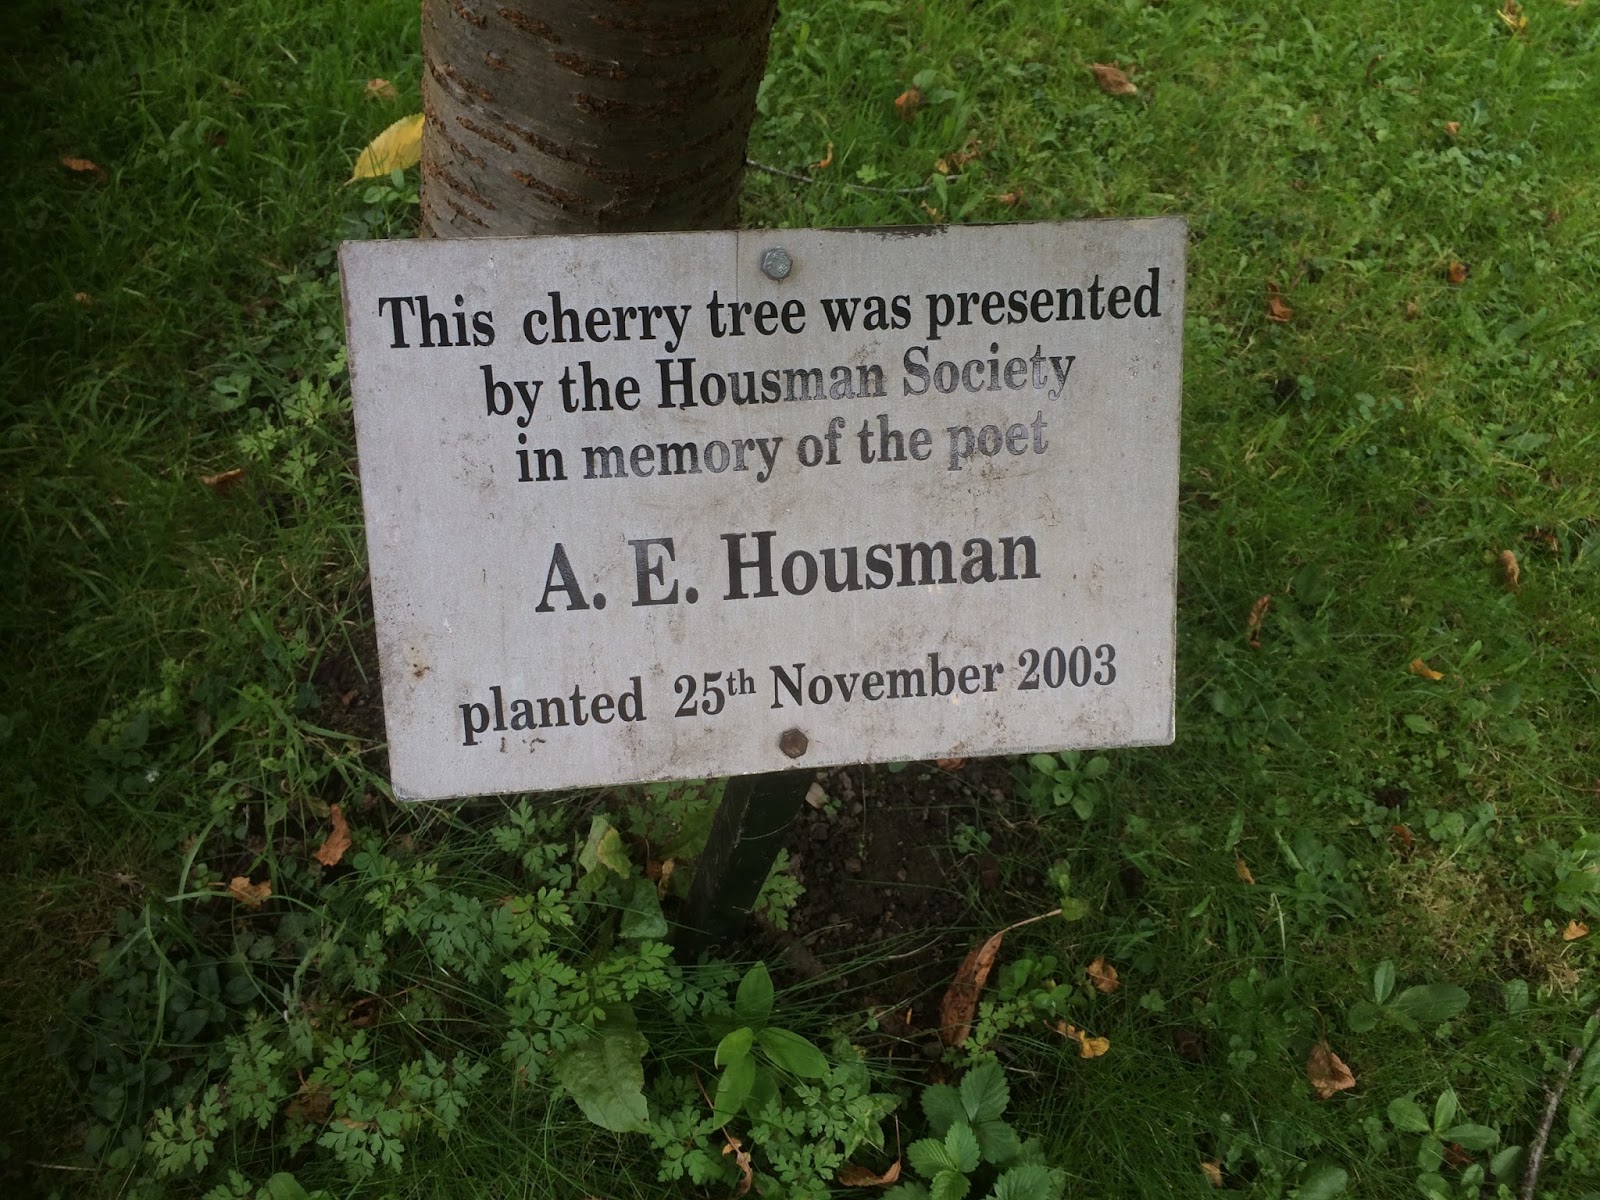 This cherry tree was presented
by the Housman Society
in memory of the poet
A. E. Housman
planted 25th November 2003